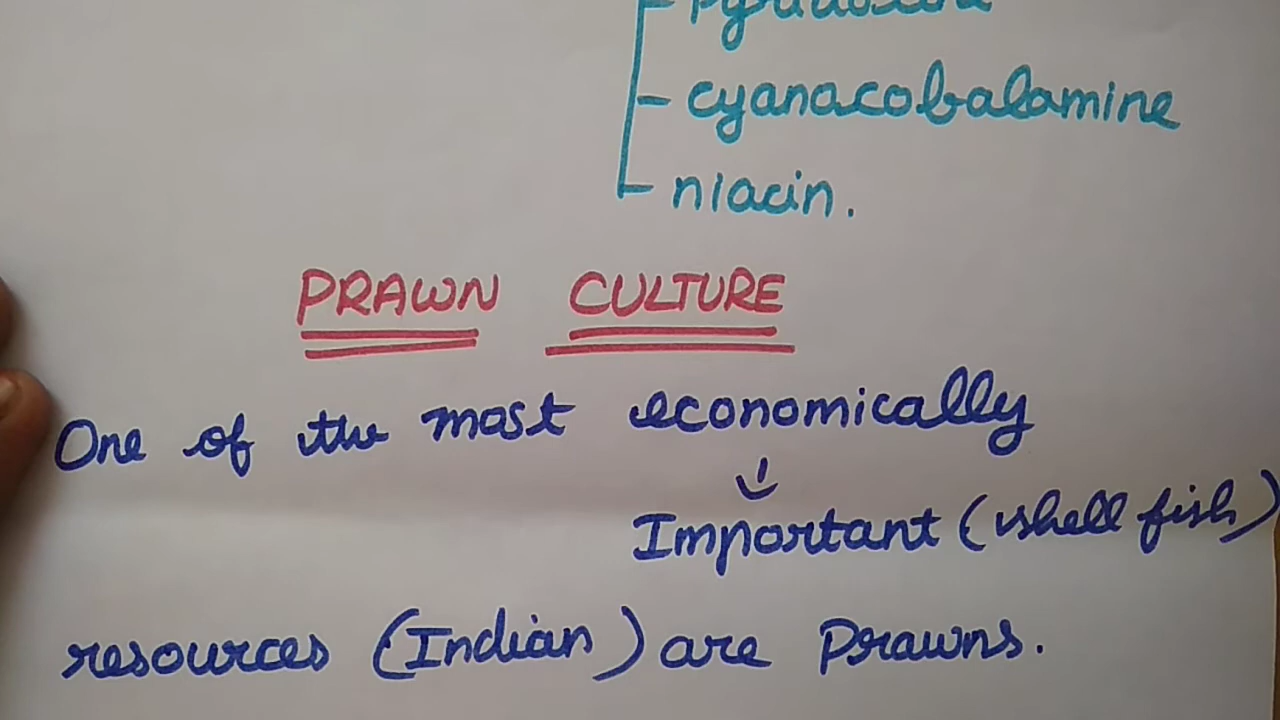 cyanacobalamine
niacin.
PRAWN CULTURE
One of the most economically
Important (shell fish)
resources (Indian) are Prawns.